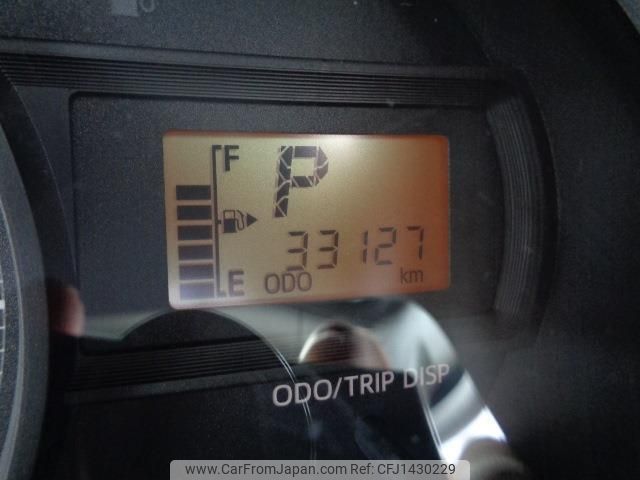 F
P
33127
E
ODO
km
ODO/TRIP DISP
www.CarFromJapan.com REF:CFJ1430229